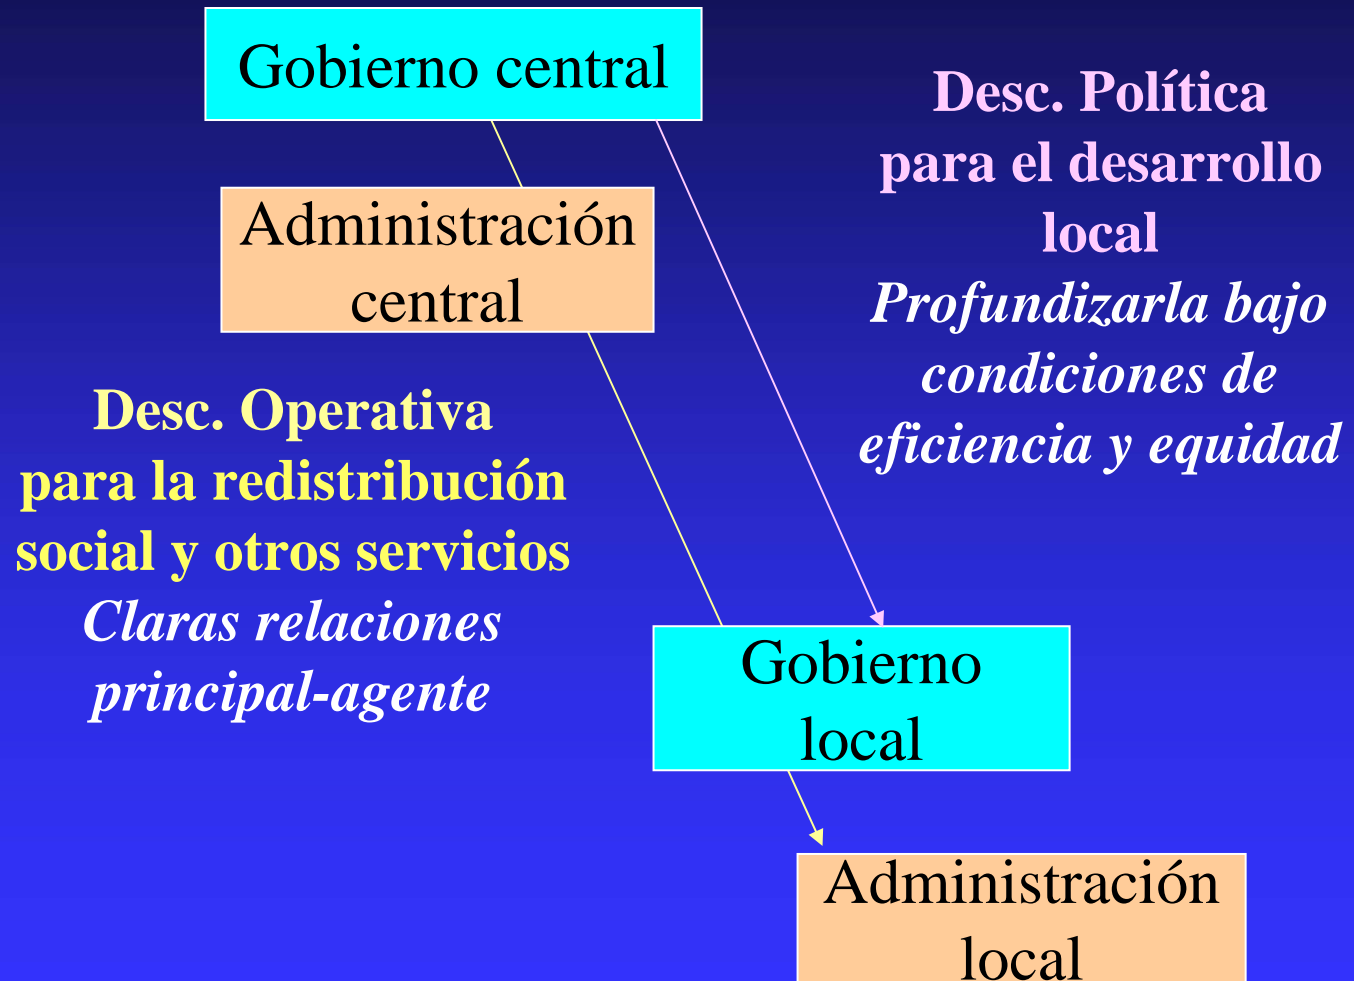 Gobierno central
Administración
central
Desc. Política
para el desarrollo
local
Profundizarla bajo
condiciones de
eficiencia y equidad
Desc. Operativa
para la redistribución
social y otros servicios
Claras relaciones
principal-agente
Gobierno
local
Administración
local